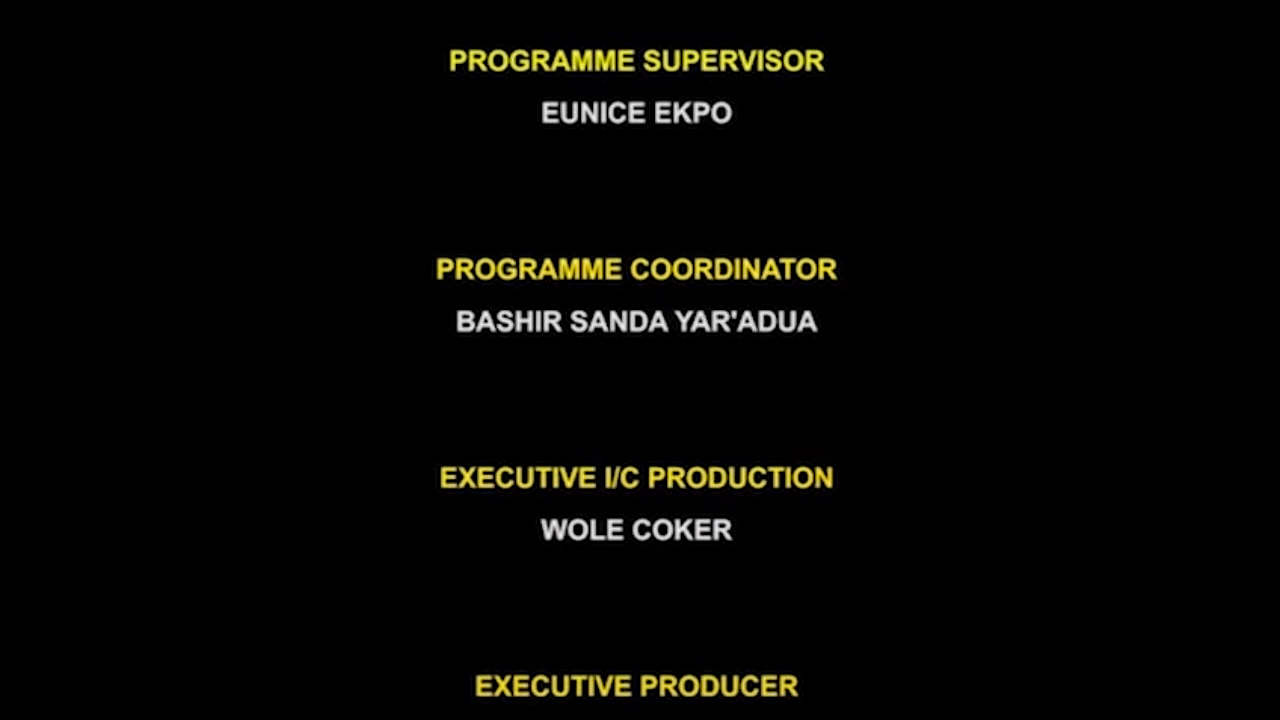 PROGRAMME SUPERVISOR
EUNICE EKPO
PROGRAMME COORDINATOR
BASHIR SANDA YAR'ADUA
EXECUTIVE I/C PRODUCTION
WOLE COKER
EXECUTIVE PRODUCER